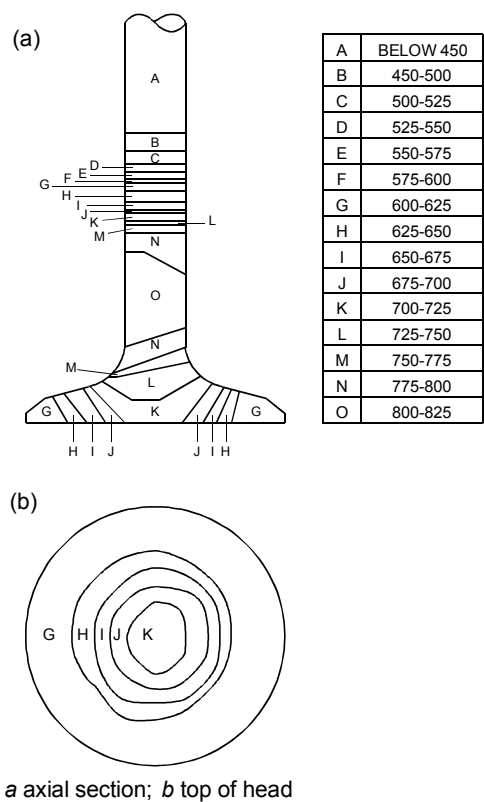 (a)
A
B
C
D
E
F
G
H
I
J
K
L
M
N
O
N
M
L
G
K
G
H I J
J I H
A BELOW 450
B 450-500
C 500-525
D 525-550
E 550-575
F 575-600
G 600-625
H 625-650
I 650-675
J 675-700
K 700-725
L 725-750
M 750-775
N 775-800
O 800-825
(b)
G H I J K
a axial section; b top of head